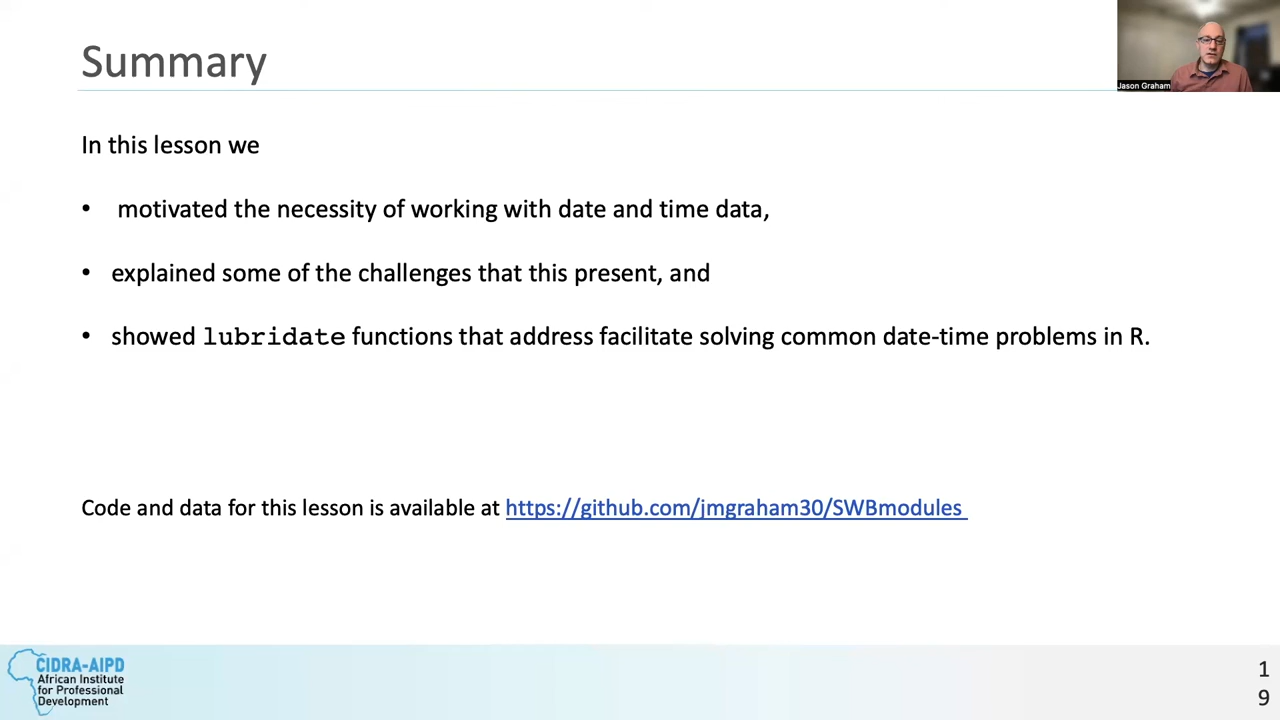 Summary
Jason Graham
In this lesson we
• motivated the necessity of working with date and time data,
• explained some of the challenges that this present, and
• showed lubridate functions that address facilitate solving common date-time problems in R.
Code and data for this lesson is available at https://github.com/jmgraham30/SWBmodules
CIDRA-AIPD
African Institute
for Professional
Development
1
9